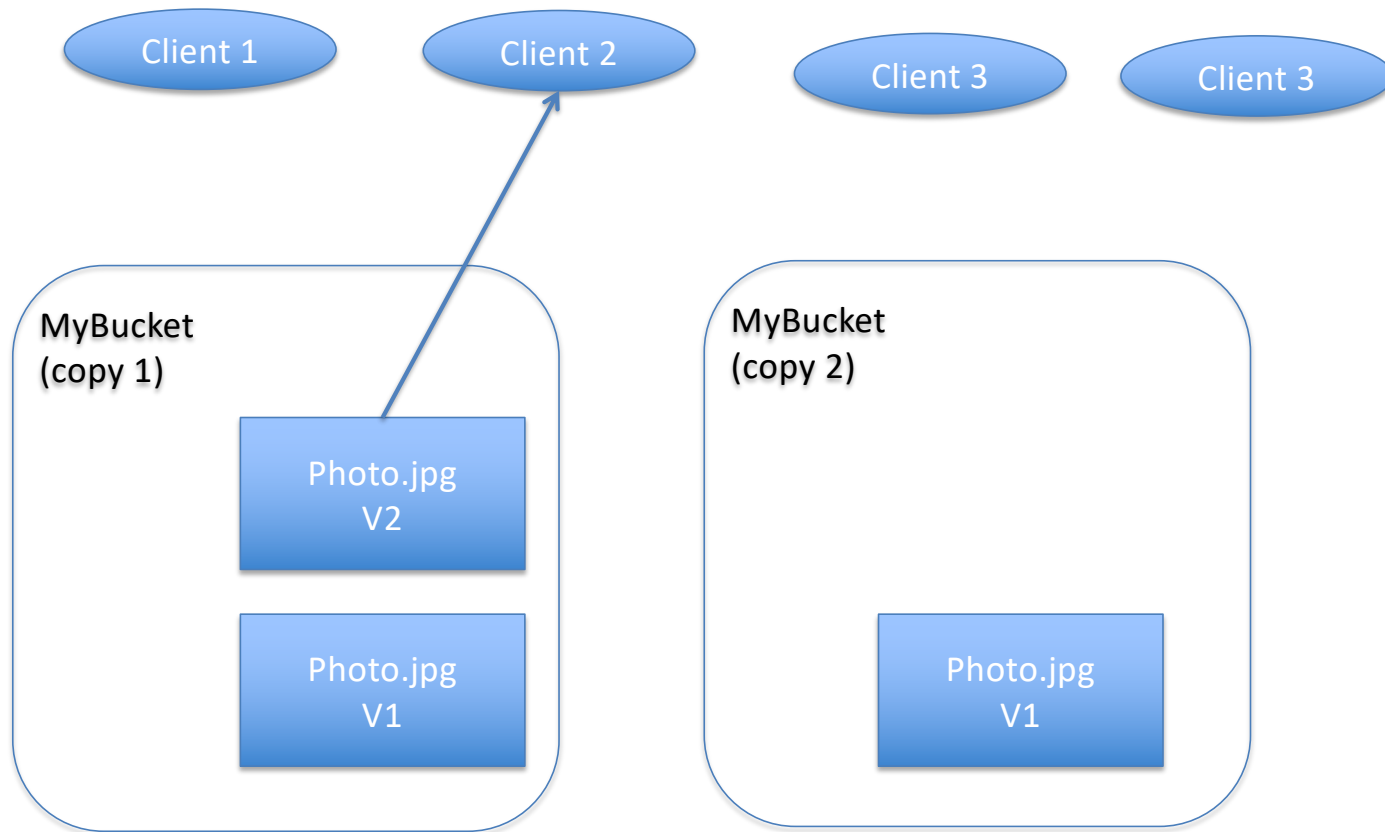 Client 1
Client 2
Client 3
Client 3
MyBucket
(copy 1)
Photo.jpg
V2
Photo.jpg
V1
MyBucket
(copy 2)
Photo.jpg
V1